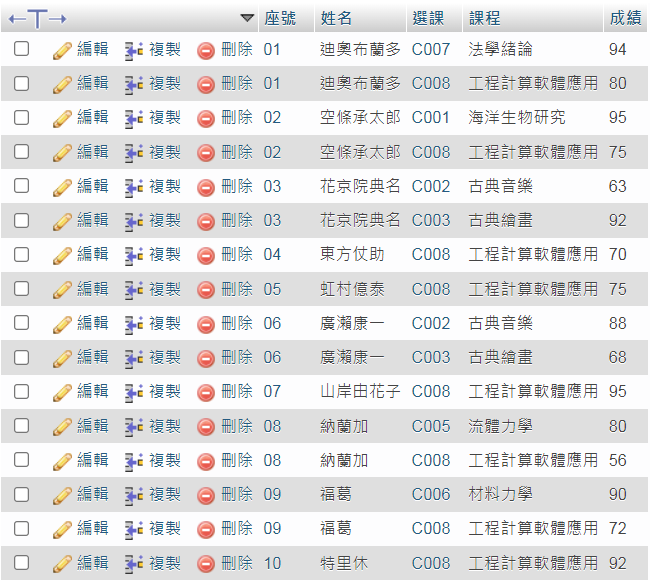 座號 姓名 選課 課程 成績
編輯 複製 刪除 01 迪奧布蘭多 C007 法學緒論 94
編輯 複製 刪除 01 迪奧布蘭多 C008 工程計算軟體應用 80
編輯 複製 刪除 02 空條承太郎 C001 海洋生物研究 95
編輯 複製 刪除 02 空條承太郎 C008 工程計算軟體應用 75
編輯 複製 刪除 03 花京院典名 C002 古典音樂 63
編輯 複製 刪除 03 花京院典名 C003 古典繪畫 92
編輯 複製 刪除 04 東方仗助 C008 工程計算軟體應用 70
編輯 複製 刪除 05 虹村億泰 C008 工程計算軟體應用 75
編輯 複製 刪除 06 廣瀨康一 C002 古典音樂 88
編輯 複製 刪除 06 廣瀨康一 C003 古典繪畫 68
編輯 複製 刪除 07 山岸由花子 C008 工程計算軟體應用 95
編輯 複製 刪除 08 納蘭加 C005 流體力學 80
編輯 複製 刪除 08 納蘭加 C008 工程計算軟體應用 56
編輯 複製 刪除 09 福葛 C006 材料力學 90
編輯 複製 刪除 09 福葛 C008 工程計算軟體應用 72
編輯 複製 刪除 10 特里休 C008 工程計算軟體應用 92